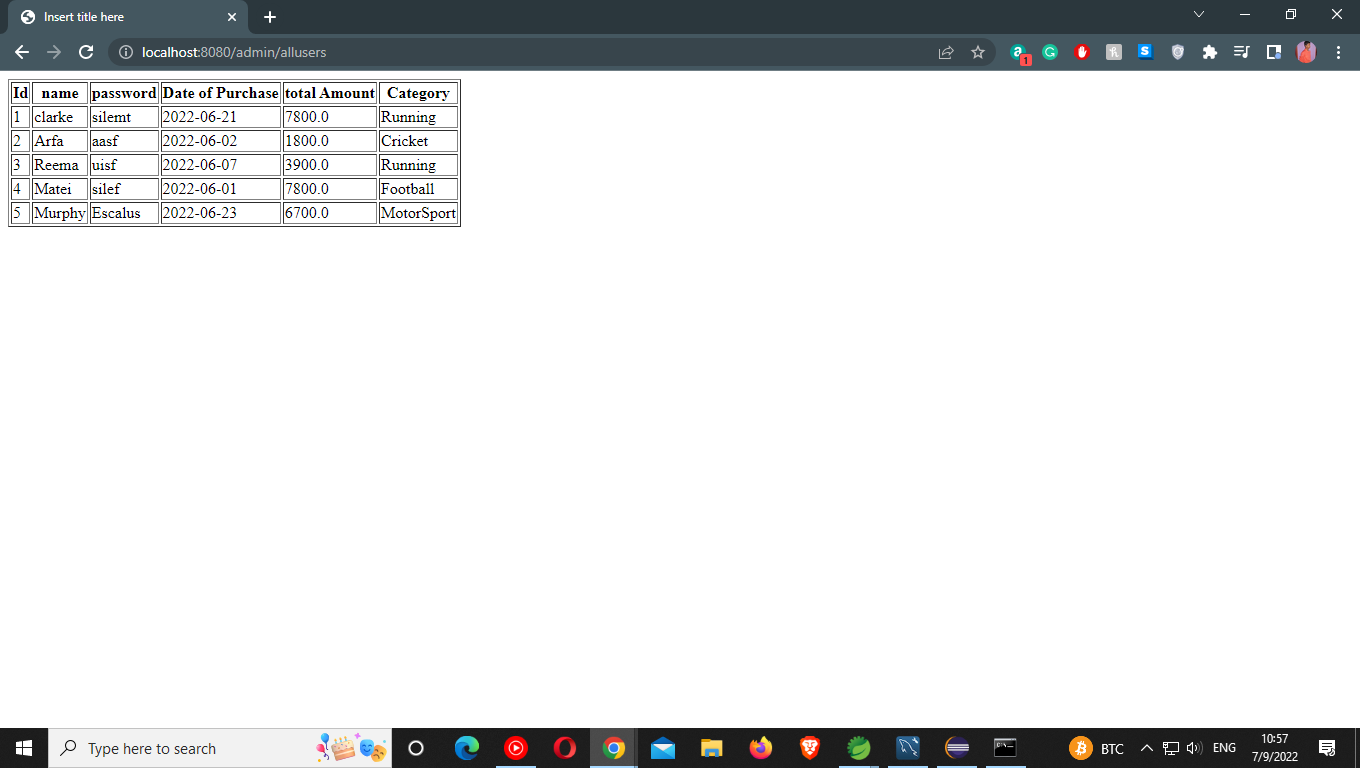 Insert title here
localhost:8080/admin/allusers
1
Id name password Date of Purchase total Amount Category
1 clarke silemt 2022-06-21 7800.0 Running
2 Arfa aasf 2022-06-02 1800.0 Cricket
3 Reema uisf 2022-06-07 3900.0 Running
4 Matei silef 2022-06-01 7800.0 Football
5 Murphy Escalus 2022-06-23 6700.0 MotorSport
Type here to search
BTC
ENG
10:57
7/9/2022